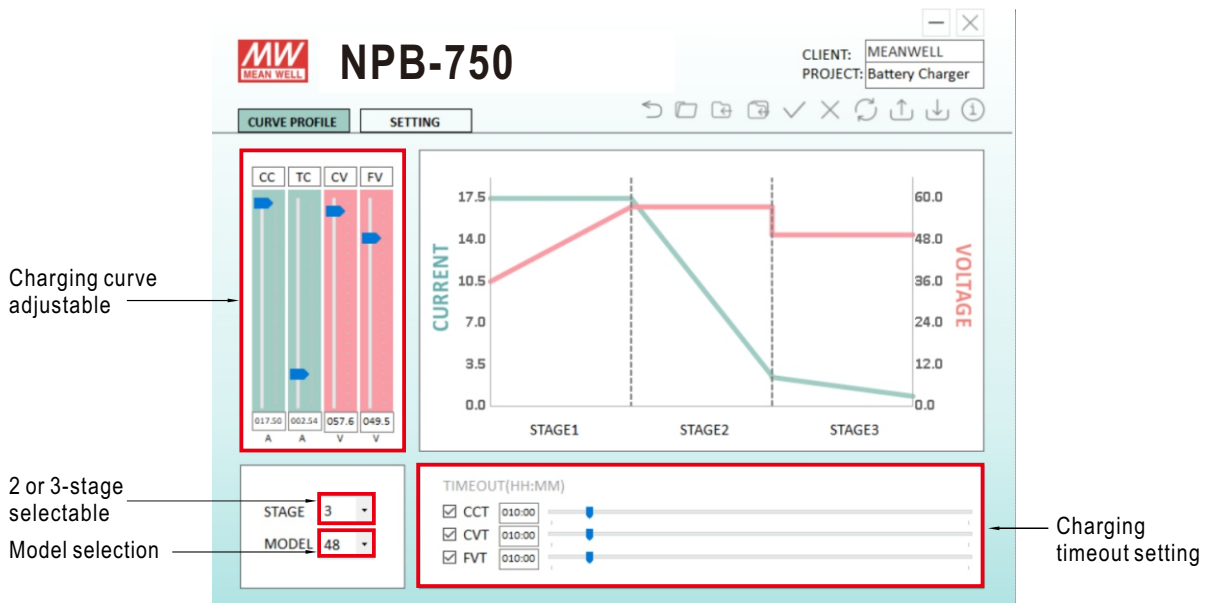 MW
MEAN WELL
NPB-750
CLIENT: MEANWELL
PROJECT: Battery Charger
CURVE PROFILE SETTING
CC TC CV FV
017.50 002.54 057.6 049.5
A A V V
Charging curve
adjustable
CURRENT
17.5
14.0
10.5
7.0
3.5
0.0
60.0
48.0
36.0
24.0
12.0
0.0
VOLTAGE
STAGE1 STAGE2 STAGE3
2 or 3-stage
selectable
Model selection
STAGE 3
MODEL 48
TIMEOUT(HH:MM)
CCT 010:00
CVT 010:00
FVT 010:00
Charging
timeout setting